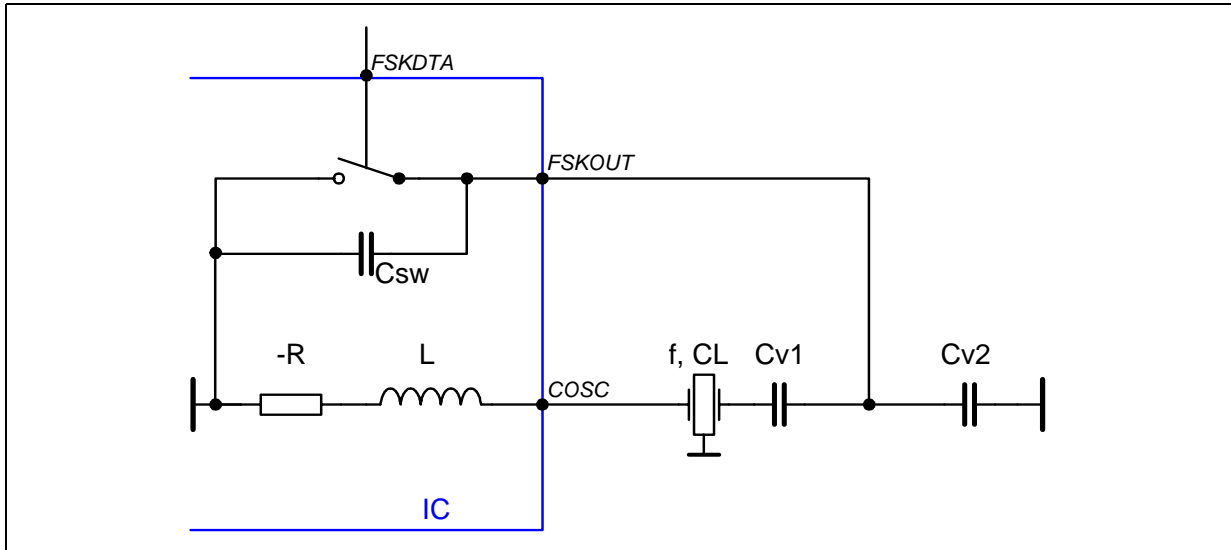 FSKDTA
FSKOUT
Csw
-R L f, CL Cv1 Cv2
COSC
IC